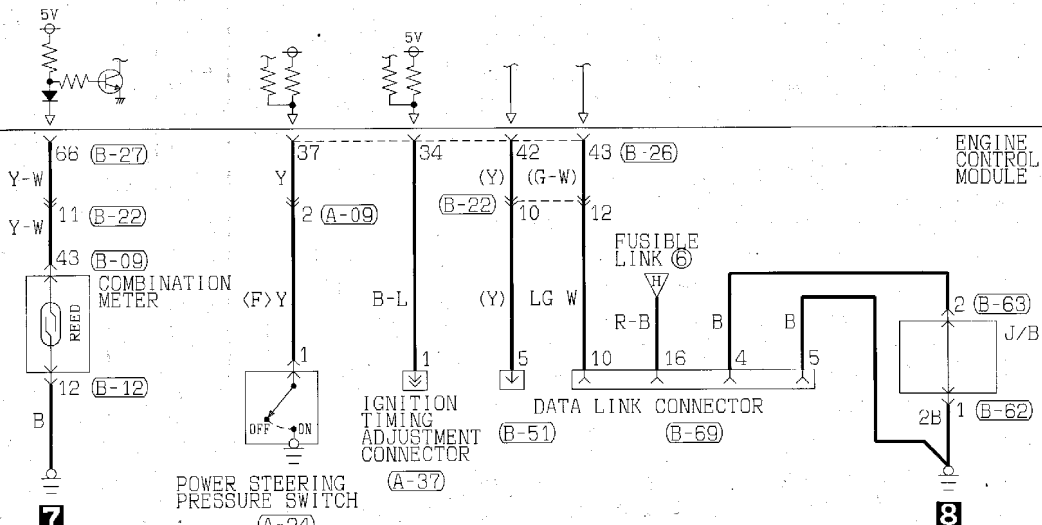 5V
5V
ENGINE
CONTROL
MODULE
66 (B-27)
37
34
42
43 (B-26)
Y-W
Y
(Y)
(G-W)
11 (B-22)
2 (A-09)
(B-22)
10
12
Y-W
43 (B-09)
FUSIBLE
LINK ⑥
H
COMBINATION
METER
REED
<F>Y
B-L
(Y)
LG W
R-B
B
B
2 (B-63)
J/B
1
1
5
10
16
4
5
12 (B-12)
B
OFF
ON
IGNITION
TIMING
ADJUSTMENT
CONNECTOR
(A-37)
(B-51)
DATA LINK CONNECTOR
(B-69)
2B
1 (B-62)
POWER STEERING
PRESSURE SWITCH
(A-24)
7
8